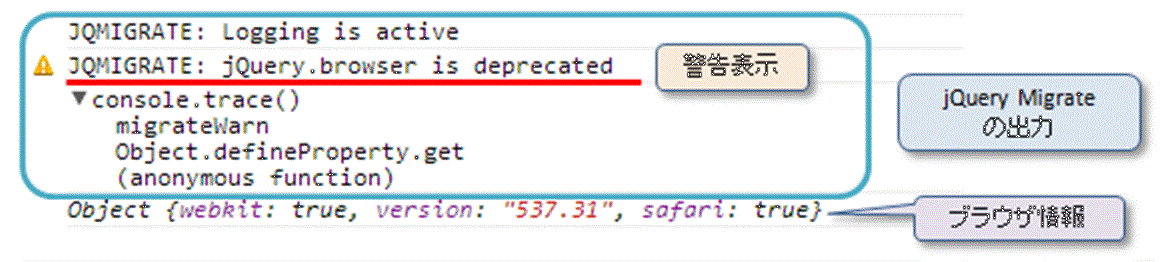 JQMIGRATE: Logging is active
JQMIGRATE: jQuery.browser is deprecated
警告表示
▼console.trace()
migrateWarn
Object.defineProperty.get
(anonymous function)
jQuery Migrate
の出力
Object {webkit: true, version: "537.31", safari: true}
ブラウザ情報